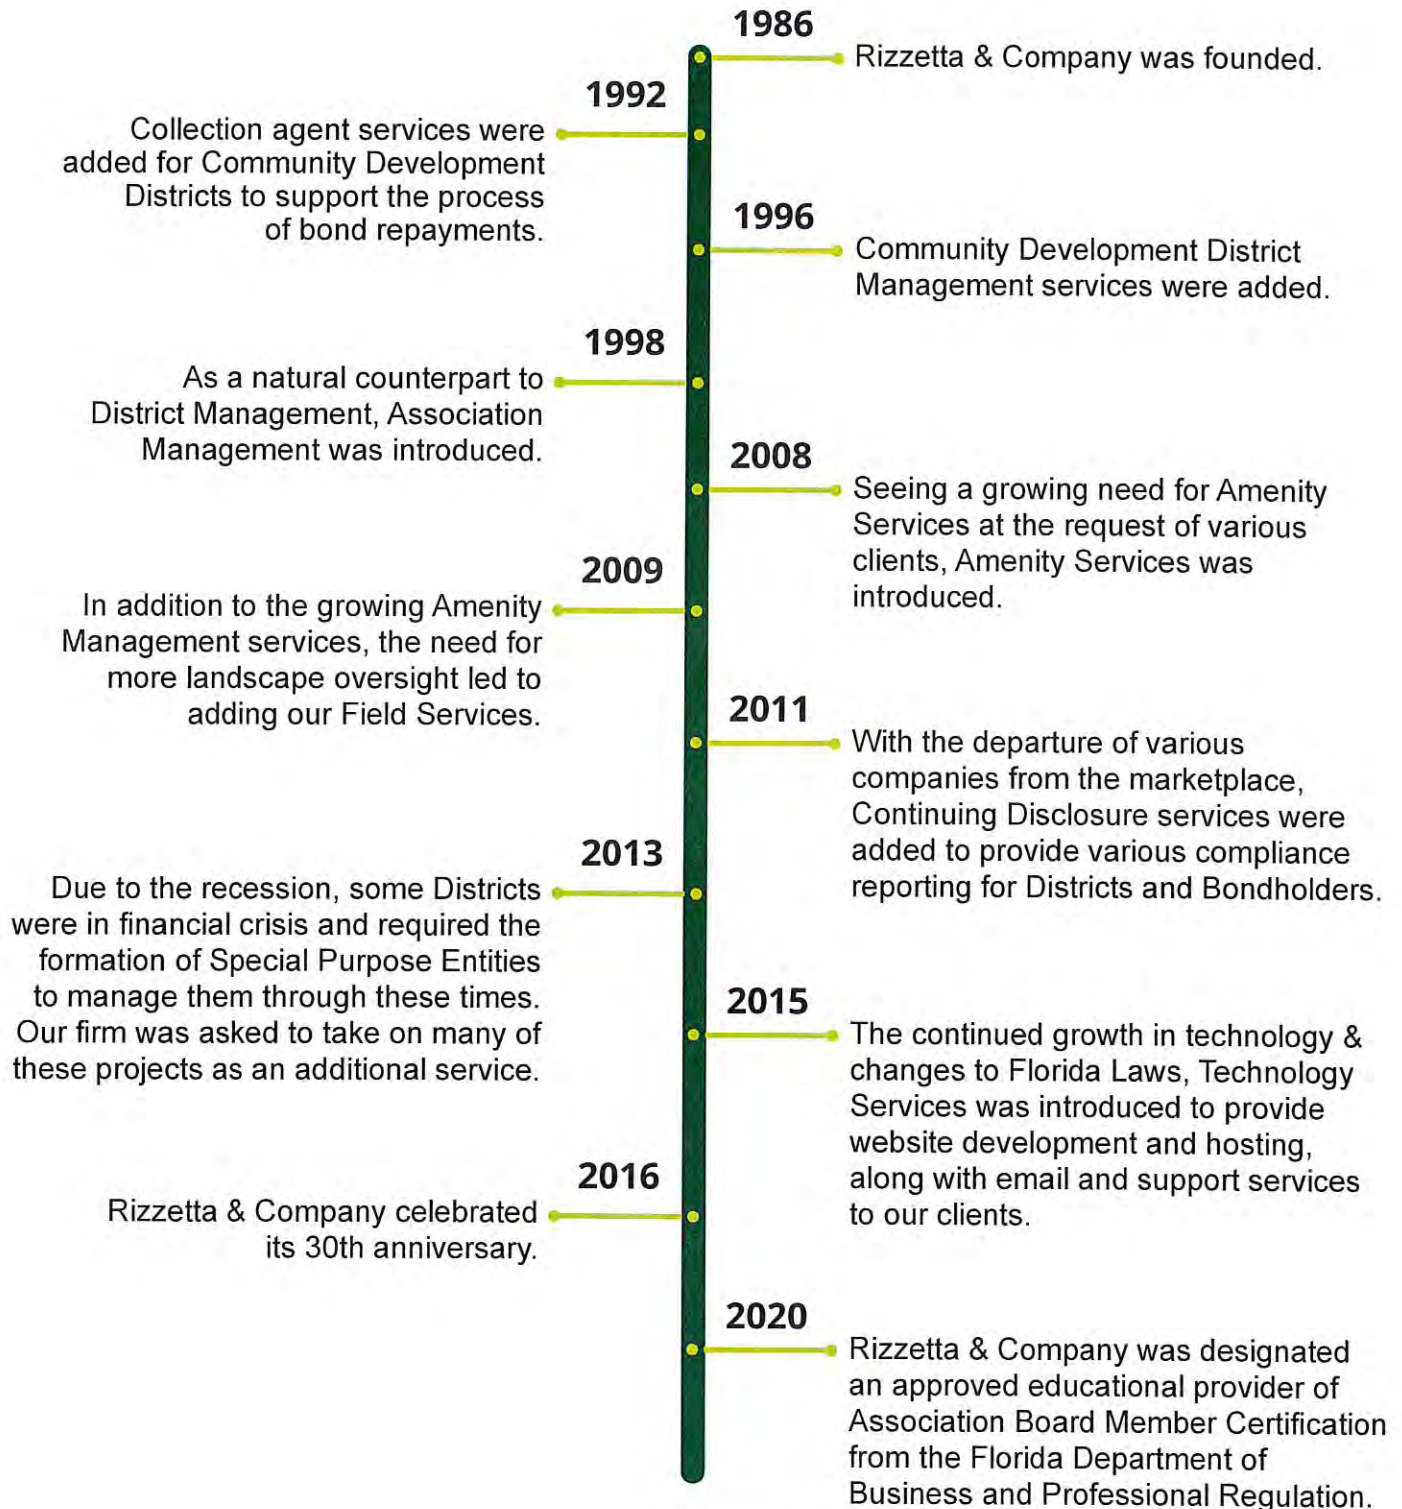 1986
Rizzetta & Company was founded.
1992
Collection agent services were
added for Community Development
Districts to support the process
of bond repayments.
1996
Community Development District
Management services were added.
1998
As a natural counterpart to
District Management, Association
Management was introduced.
2008
Seeing a growing need for Amenity
Services at the request of various
clients, Amenity Services was
introduced.
2009
In addition to the growing Amenity
Management services, the need for
more landscape oversight led to
adding our Field Services.
2011
With the departure of various
companies from the marketplace,
Continuing Disclosure services were
added to provide various compliance
reporting for Districts and Bondholders.
2013
Due to the recession, some Districts
were in financial crisis and required the
formation of Special Purpose Entities
to manage them through these times.
Our firm was asked to take on many of
these projects as an additional service.
2015
The continued growth in technology &
changes to Florida Laws, Technology
Services was introduced to provide
website development and hosting,
along with email and support services
to our clients.
2016
Rizzetta & Company celebrated
its 30th anniversary.
2020
Rizzetta & Company was designated
an approved educational provider of
Association Board Member Certification
from the Florida Department of
Business and Professional Regulation.